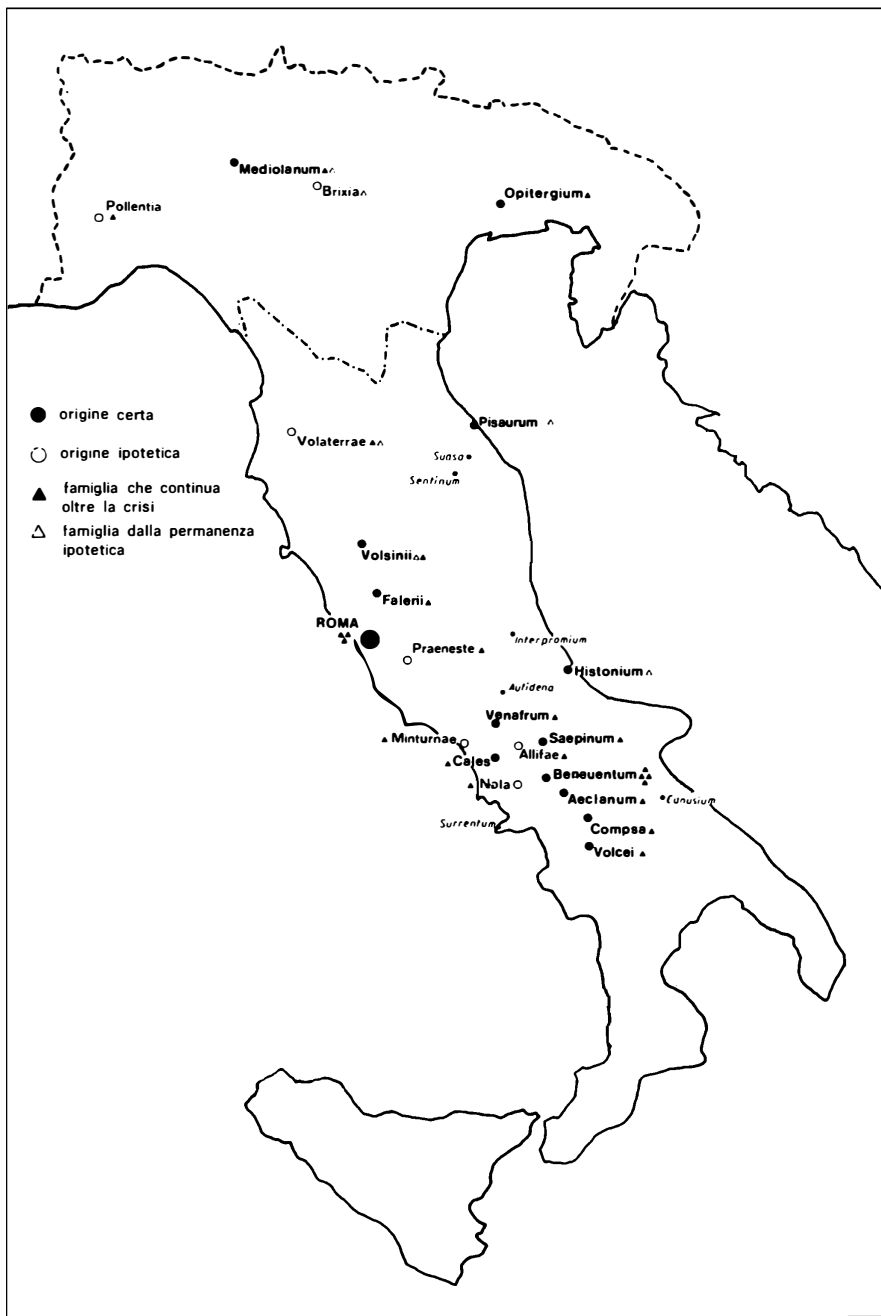 Mediolanum
Brixia
Opitergium
Pollentia
origine certa
origine ipotetica
famiglia che continua
oltre la crisi
famiglia dalla permanenza
ipotetica
Pisaurum
Volaterrae
Suasa
Sentinum
Volsinii
Falerii
ROMA
Praeneste
Interpromium
Histonium
Aufidena
Venafrum
Minturnae
Saepinum
Allifae
Cales
Beneuentum
Nola
Aeclanum
Canusium
Surrentum
Compsa
Volcei